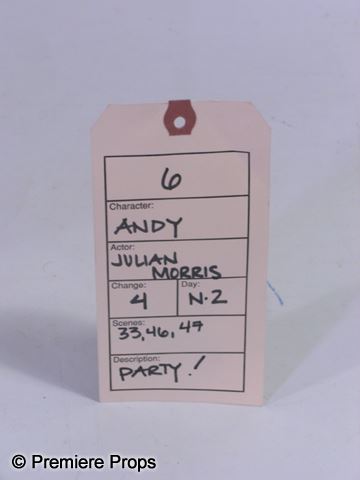 6
Character:
ANDY
Actor:
JULIAN
MORRIS
Change: Day:
4 N.2
Scenes:
33, 46, 47
Description:
PARTY!
© Premiere Props